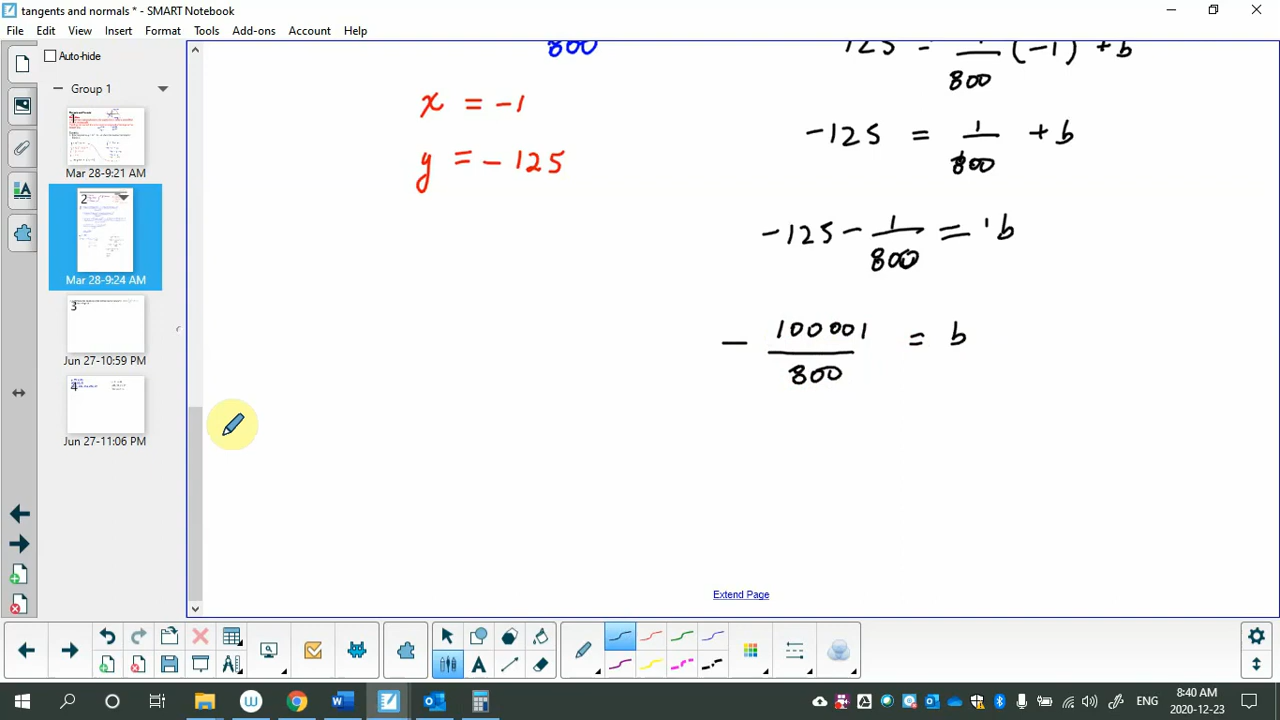 tangents and normals * - SMART Notebook
File Edit View Insert Format Tools Add-ons Account Help
Auto-hide
Group 1
1
Mar 28-9:21 AM
2
Mar 28-9:24 AM
3
Jun 27-10:59 PM
4
Jun 27-11:06 PM
800
x = -1
y = - 125
800
-125 = 1/800 + b
-125 - 1/800 = b
- 100001/800 = b
Extend Page
ENG
8:40 AM
2020-12-23